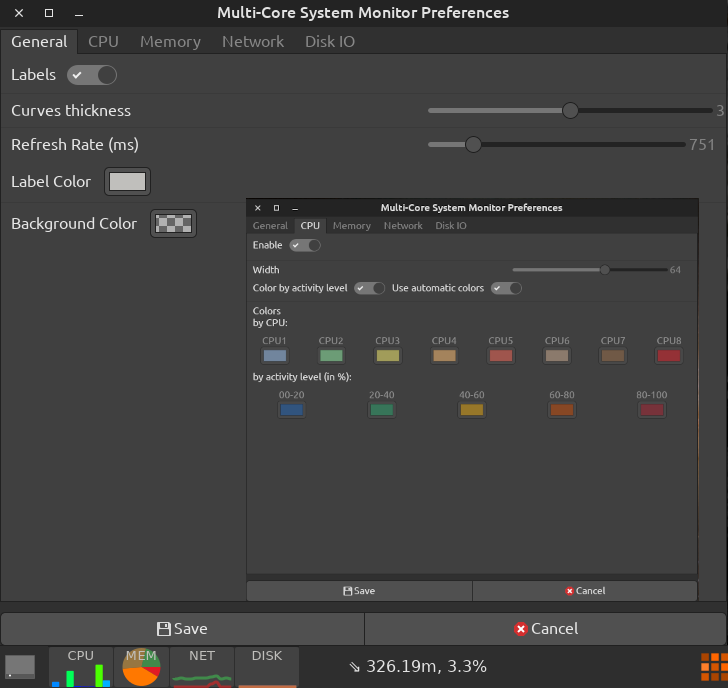 Multi-Core System Monitor Preferences
General CPU Memory Network Disk IO
Labels
Curves thickness 3
Refresh Rate (ms) 751
Label Color
Background Color
Multi-Core System Monitor Preferences
General CPU Memory Network Disk IO
Enable
Width 64
Color by activity level Use automatic colors
Colors
by CPU:
CPU1 CPU2 CPU3 CPU4 CPU5 CPU6 CPU7 CPU8
by activity level (in %):
00-20 20-40 40-60 60-80 80-100
Save Cancel
Save Cancel
CPU MEM NET DISK
⇘ 326.19m, 3.3%